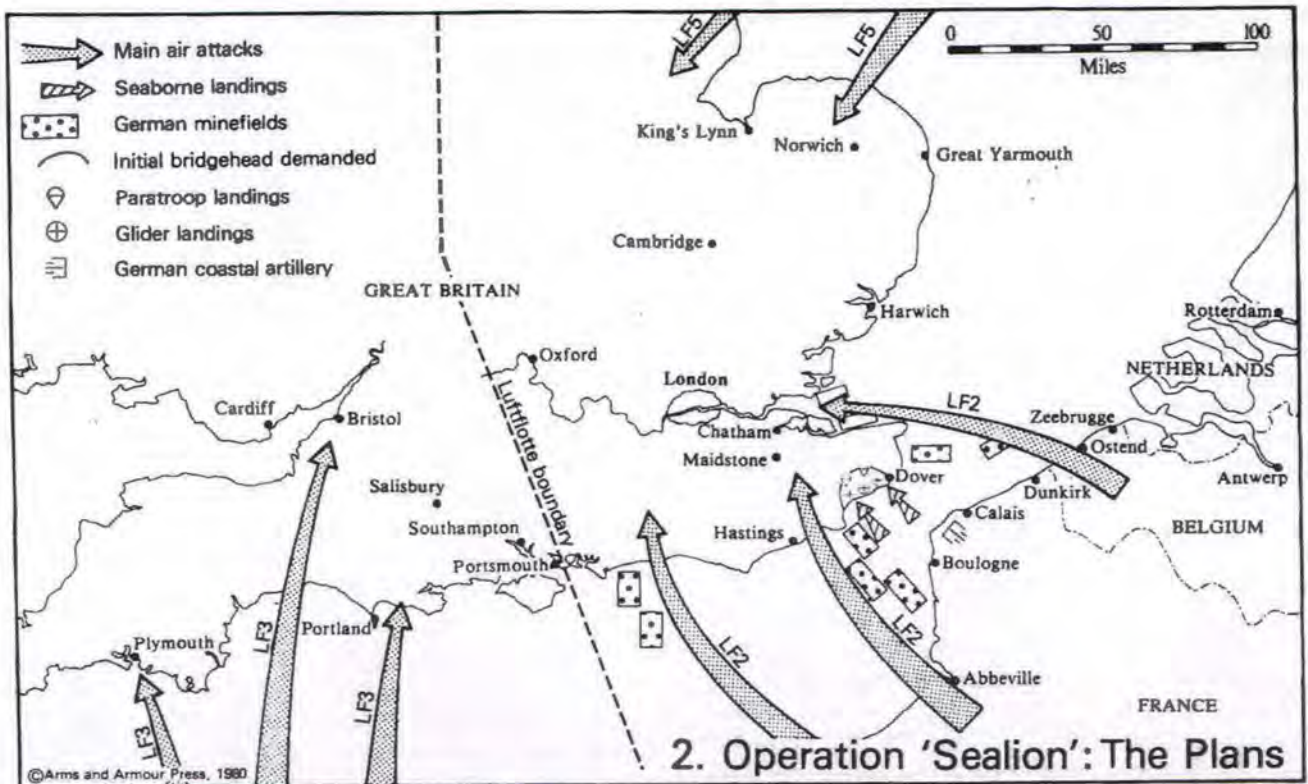 Main air attacks
Seaborne landings
German minefields
Initial bridgehead demanded
Paratroop landings
Glider landings
German coastal artillery
LF5
LF5
0 50 100
Miles
King's Lynn
Norwich
Great Yarmouth
Cambridge
GREAT BRITAIN
Harwich
Rotterdam
Oxford
NETHERLANDS
London
LF2
Cardiff
Bristol
Luftflotte boundary
Chatham
Zeebrugge
Ostend
Maidstone
Dover
Dunkirk
Antwerp
Salisbury
Calais
Southampton
Hastings
BELGIUM
Portsmouth
Boulogne
Portland
Plymouth
LF3
LF3
LF3
LF2
LF2
Abbeville
FRANCE
2. Operation 'Sealion': The Plans
©Arms and Armour Press, 1980